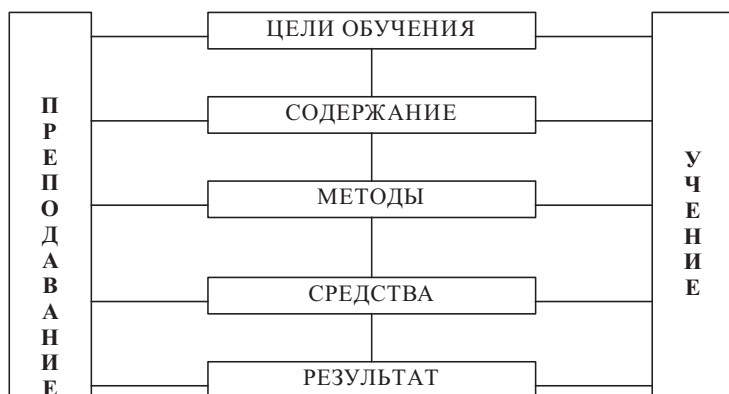 ЦЕЛИ ОБУЧЕНИЯ
ПРЕПОДАВАНИЕ
СОДЕРЖАНИЕ
УЧЕНИЕ
МЕТОДЫ
СРЕДСТВА
РЕЗУЛЬТАТ